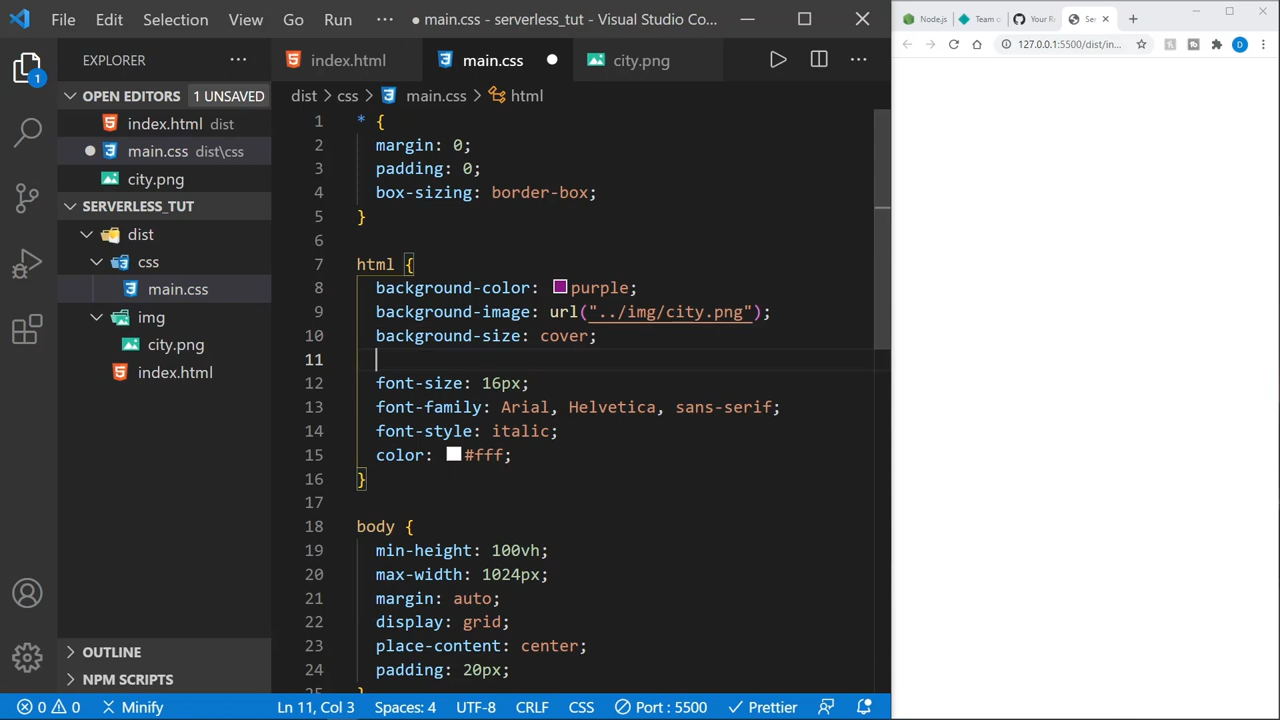 File Edit Selection View Go Run ··· ● main.css - serverless_tut - Visual Studio Co...
Node.js Team o Your R Ser
127.0.0.1:5500/dist/in... D
EXPLORER ···
index.html main.css ● city.png ···
OPEN EDITORS 1 UNSAVED
index.html dist
● main.css dist\css
city.png
SERVERLESS_TUT
dist
css
main.css
img
city.png
index.html
OUTLINE
NPM SCRIPTS
1
dist > css > main.css > html
1 * {
2 margin: 0;
3 padding: 0;
4 box-sizing: border-box;
5 }
6
7 html {
8 background-color: purple;
9 background-image: url("../img/city.png");
10 background-size: cover;
11
12 font-size: 16px;
13 font-family: Arial, Helvetica, sans-serif;
14 font-style: italic;
15 color: #fff;
16 }
17
18 body {
19 min-height: 100vh;
20 max-width: 1024px;
21 margin: auto;
22 display: grid;
23 place-content: center;
24 padding: 20px;
0 0 Minify Ln 11, Col 3 Spaces: 4 UTF-8 CRLF CSS Port : 5500 Prettier